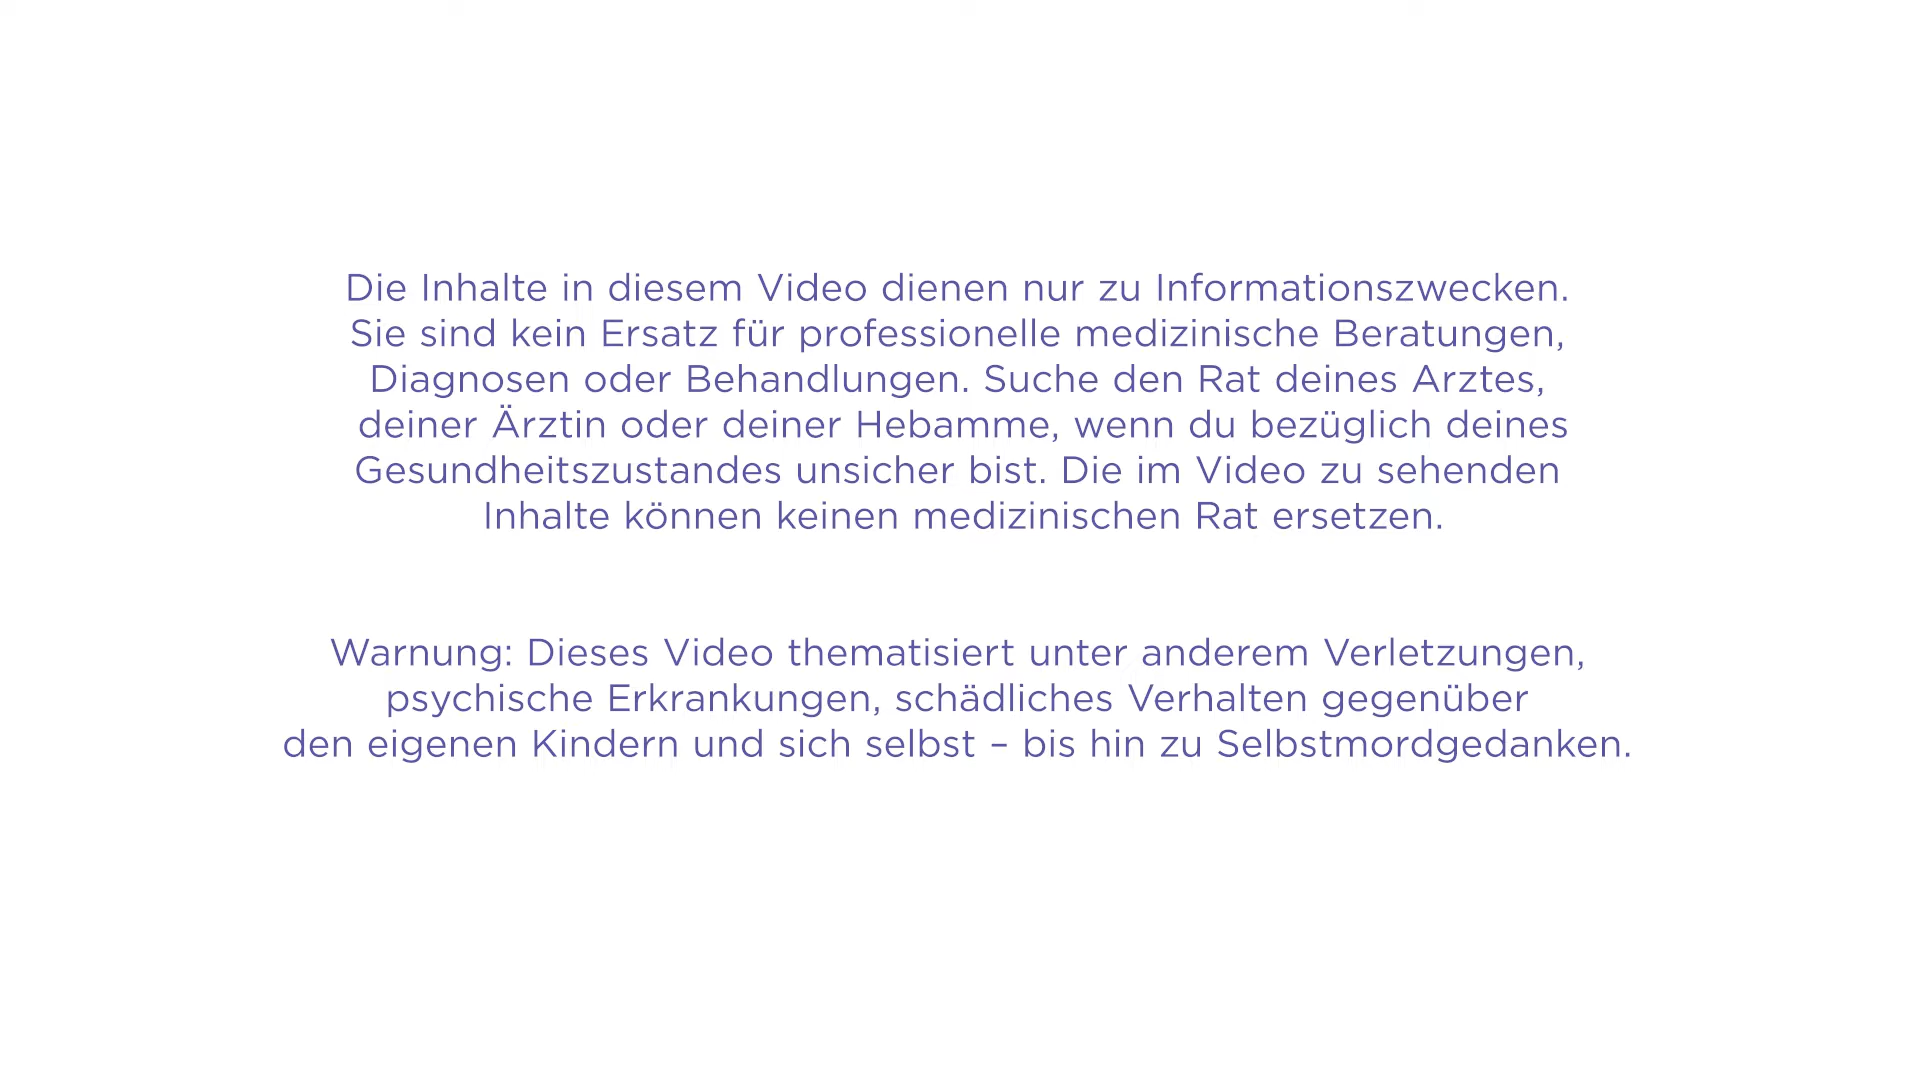 Die Inhalte in diesem Video dienen nur zu Informationszwecken.
Sie sind kein Ersatz für professionelle medizinische Beratungen,
Diagnosen oder Behandlungen. Suche den Rat deines Arztes,
deiner Ärztin oder deiner Hebamme, wenn du bezüglich deines
Gesundheitszustandes unsicher bist. Die im Video zu sehenden
Inhalte können keinen medizinischen Rat ersetzen.
Warnung: Dieses Video thematisiert unter anderem Verletzungen,
psychische Erkrankungen, schädliches Verhalten gegenüber
den eigenen Kindern und sich selbst – bis hin zu Selbstmordgedanken.